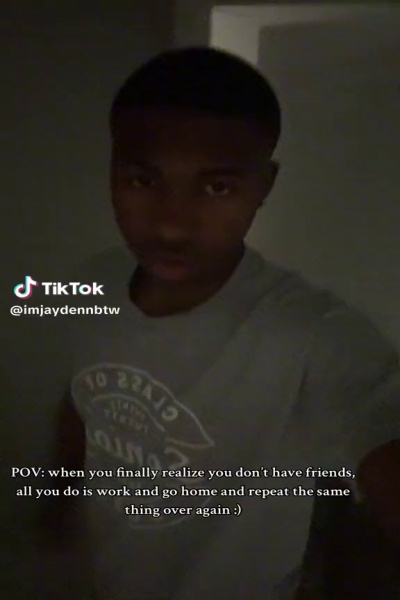 TikTok
@imjaydennbtw
CLASS OF
POV: when you finally realize you don't have friends,
all you do is work and go home and repeat the same
thing over again :)